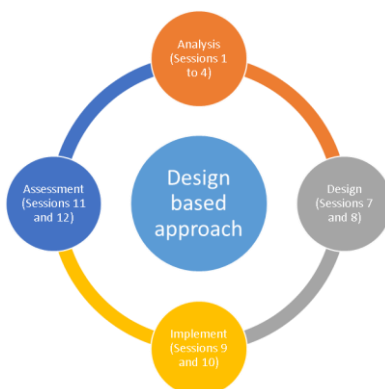 Analysis
(Sessions 1
to 4)
Design
(Sessions 7
and 8)
Implement
(Sessions 9
and 10)
Assessment
(Sessions 11
and 12)
Design
based
approach